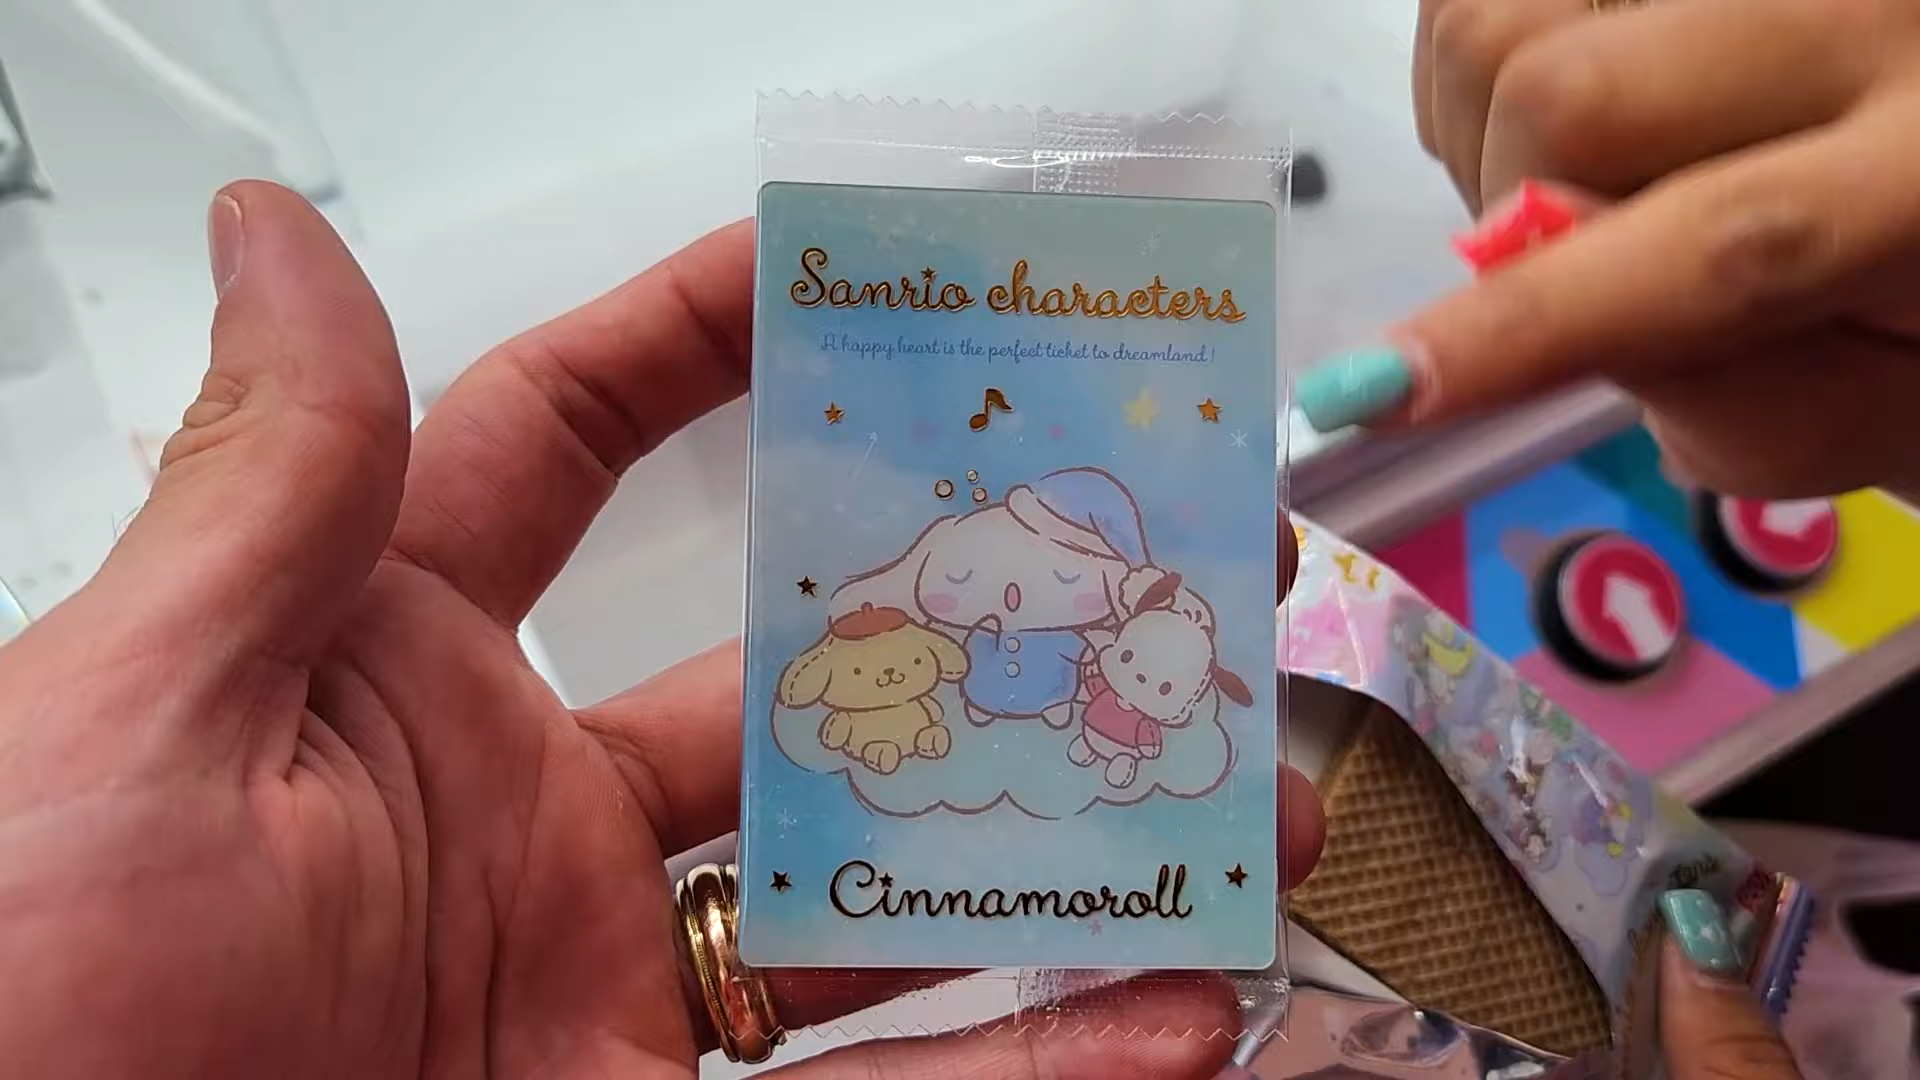 Sanrio characters
A happy heart is the perfect ticket to dreamland!
Cinnamoroll